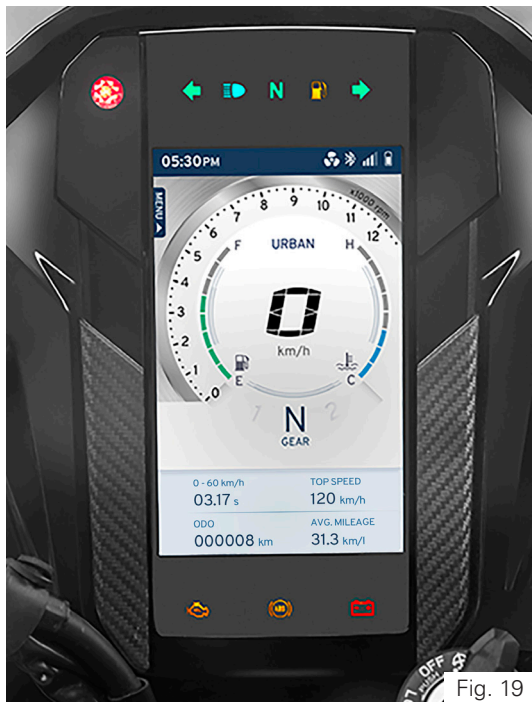 N
05:30PM
MENU
x1000 rpm
0
1
2
3
4
5
6
7
8
9
10
11
12
F URBAN H
0
km/h
E C
1 N 2
GEAR
0 - 60 km/h TOP SPEED
03.17 s 120 km/h
ODO AVG. MILEAGE
000008 km 31.3 km/l
ABS
OFF
PUSH
Fig. 19